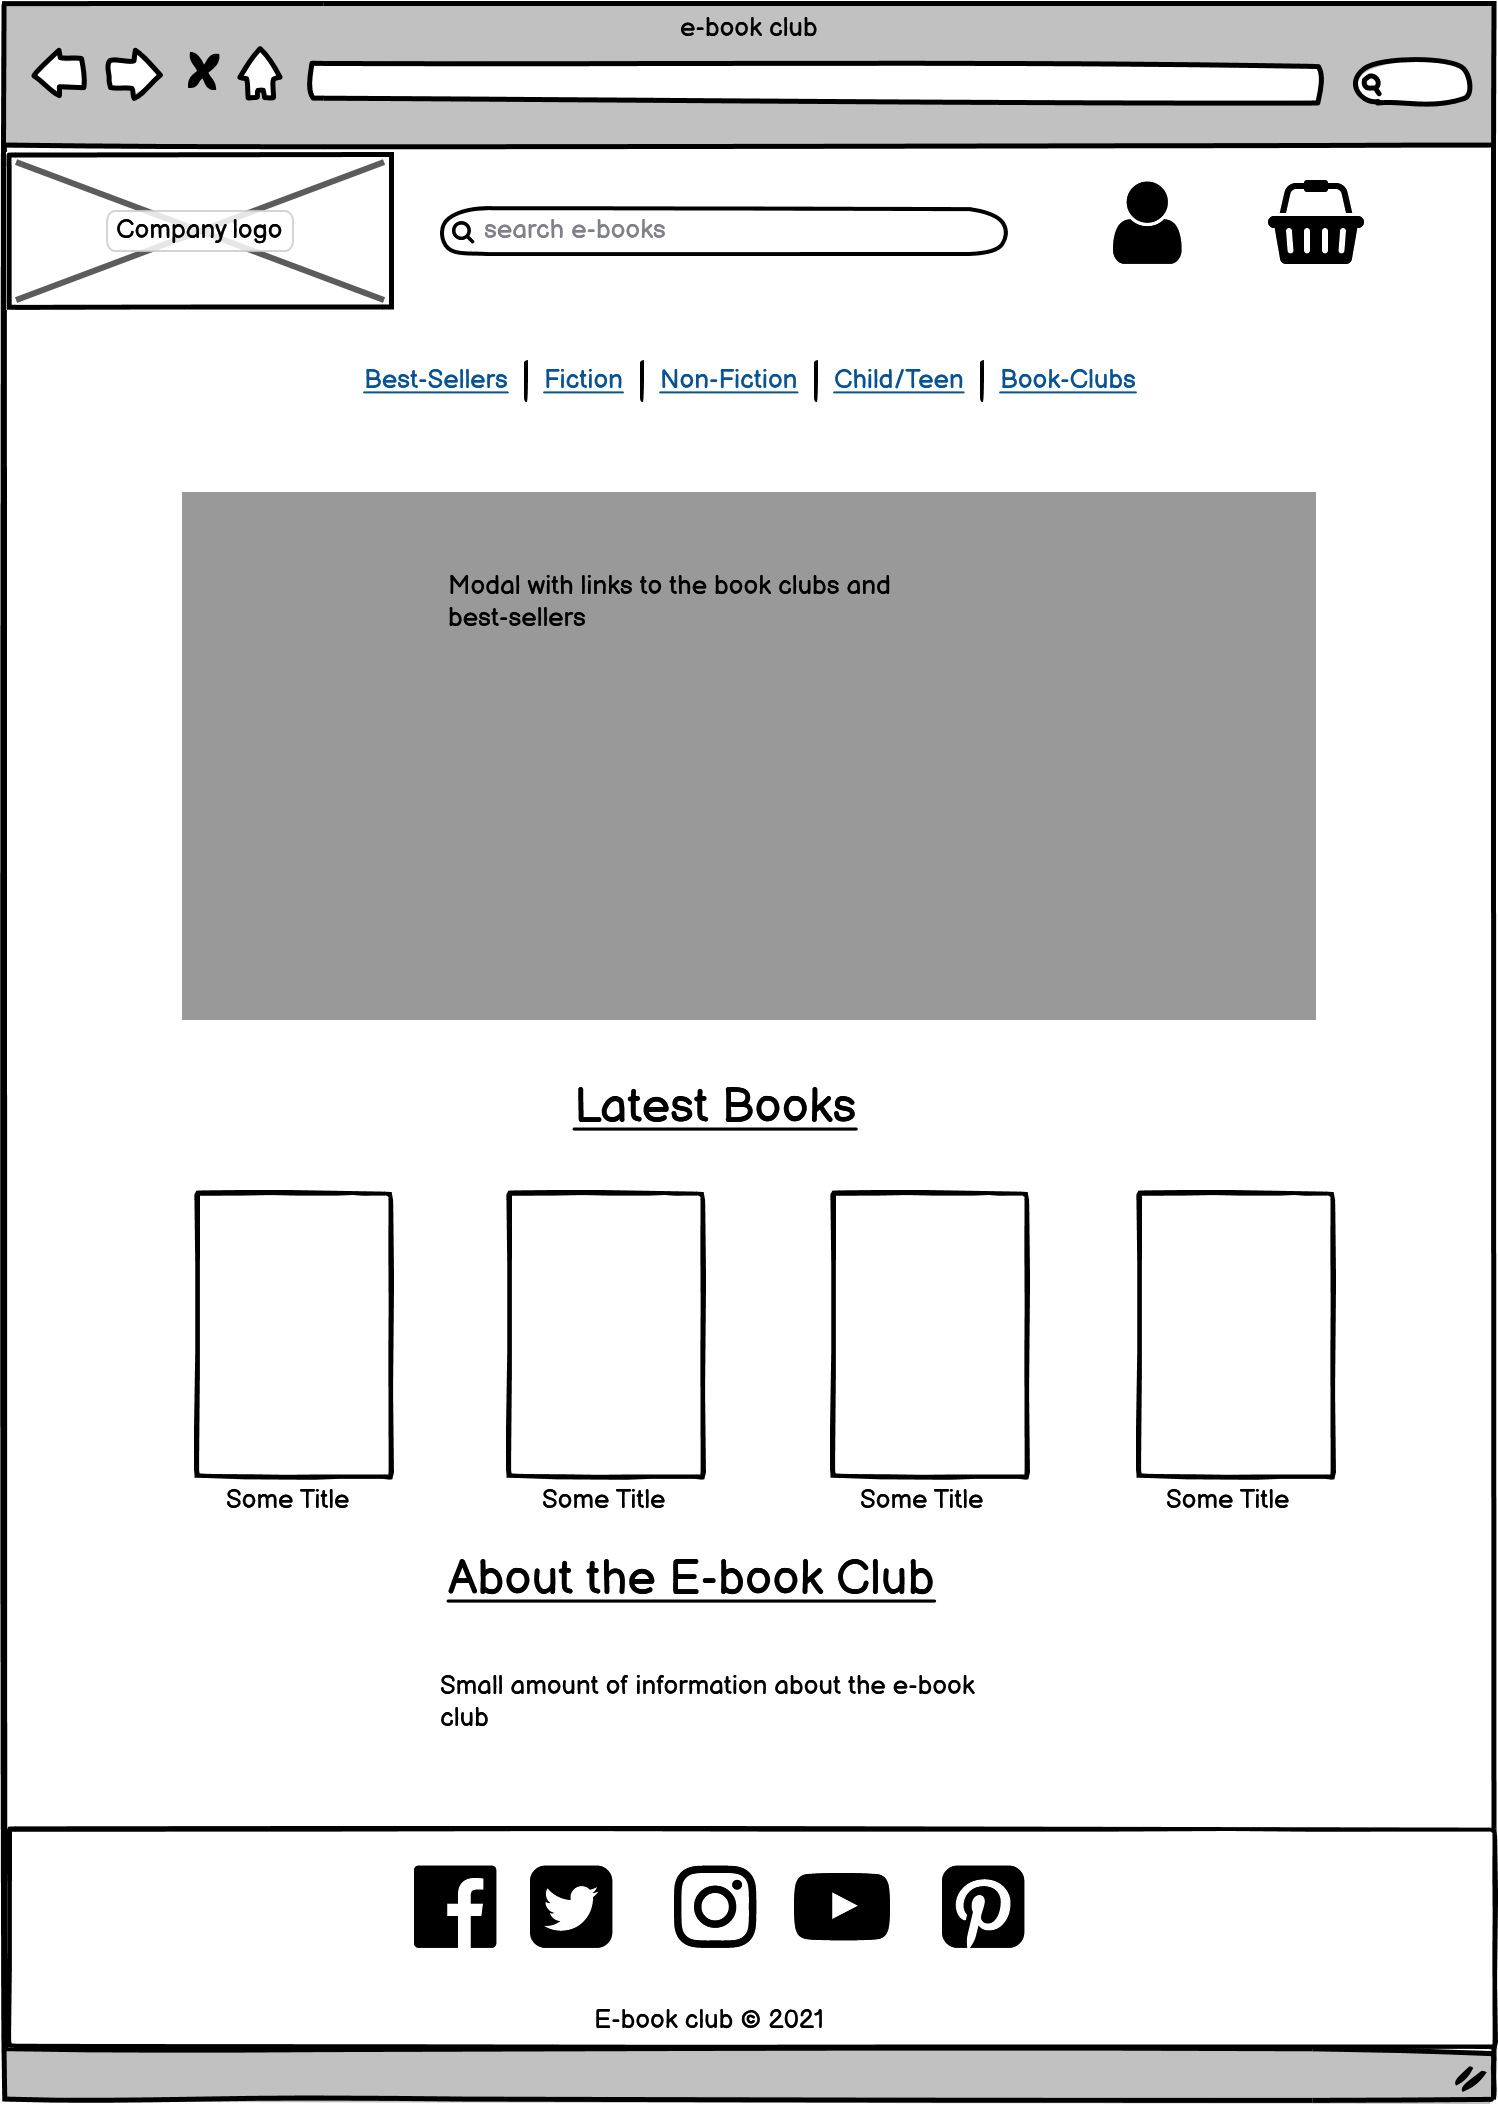 e-book club
Company logo
search e-books
Best-Sellers
Fiction
Non-Fiction
Child/Teen
Book-Clubs
Modal with links to the book clubs and
best-sellers
Latest Books
Some Title
Some Title
Some Title
Some Title
About the E-book Club
Small amount of information about the e-book
club
E-book club © 2021